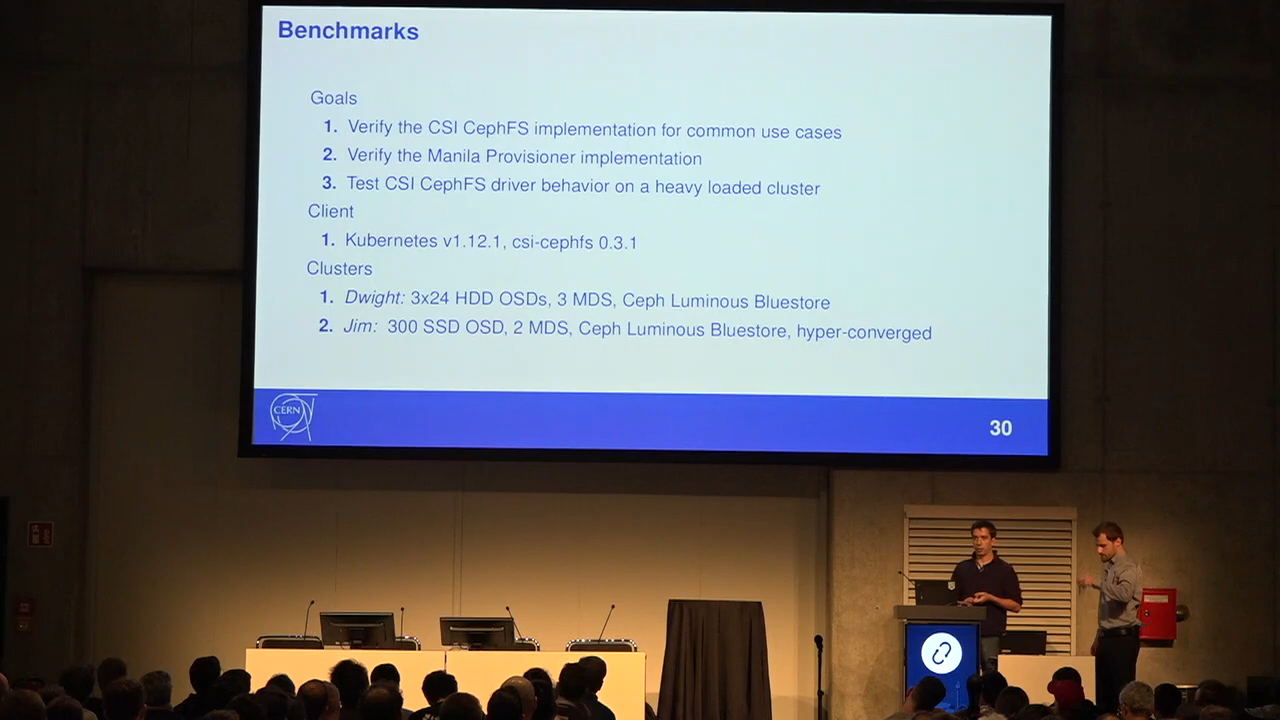 Benchmarks
Goals
1. Verify the CSI CephFS implementation for common use cases
2. Verify the Manila Provisioner implementation
3. Test CSI CephFS driver behavior on a heavy loaded cluster
Client
1. Kubernetes v1.12.1, csi-cephfs 0.3.1
Clusters
1. Dwight: 3x24 HDD OSDs, 3 MDS, Ceph Luminous Bluestore
2. Jim: 300 SSD OSD, 2 MDS, Ceph Luminous Bluestore, hyper-converged
CERN
30